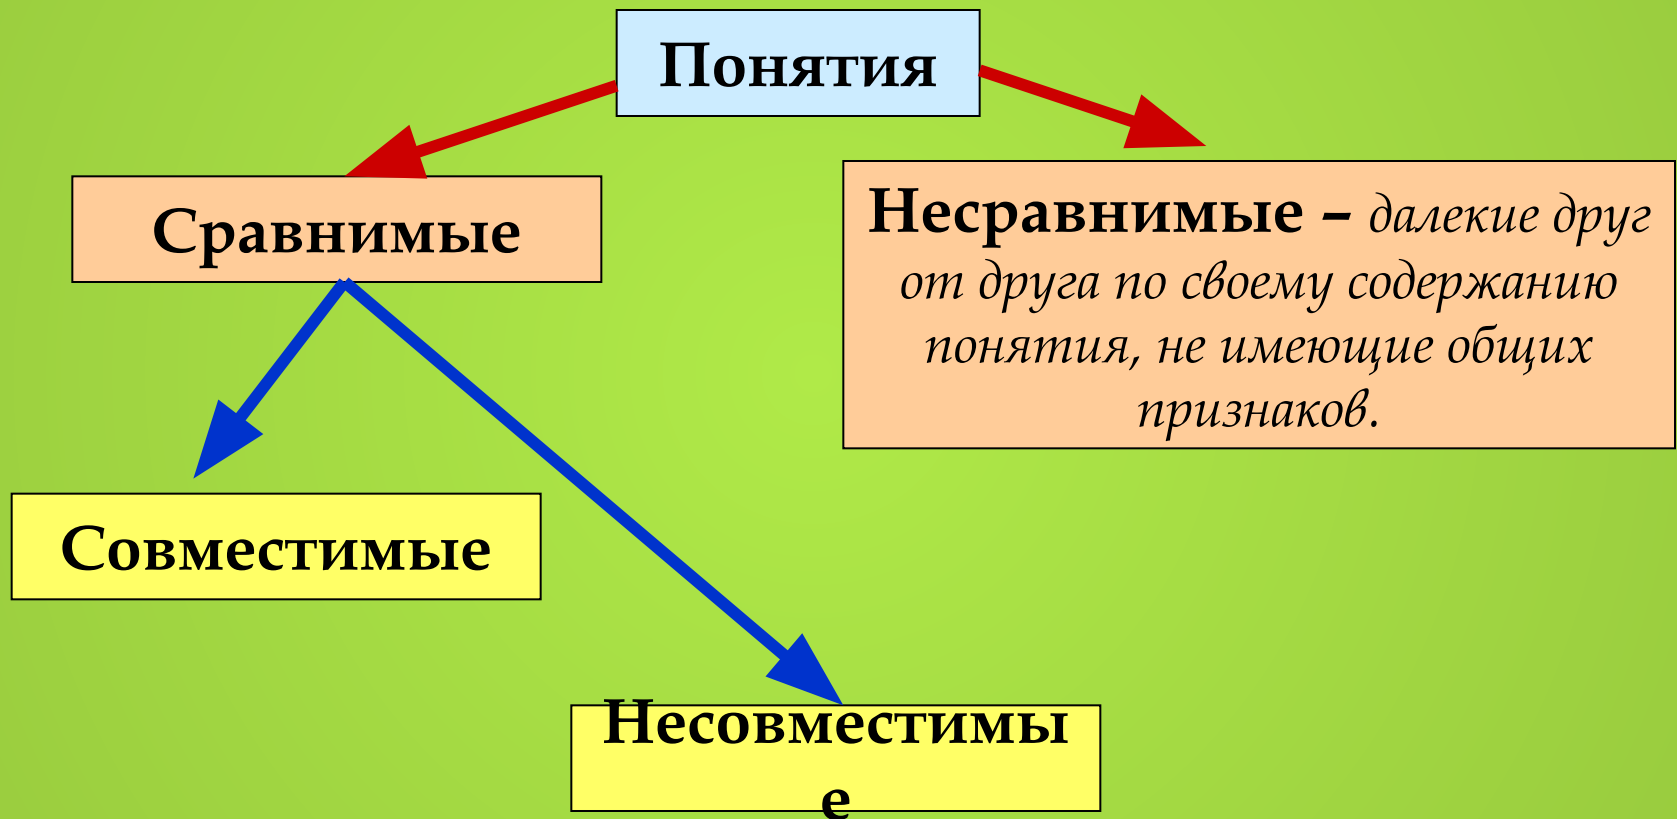 Понятия
Сравнимые
Несравнимые – далекие друг
от друга по своему содержанию
понятия, не имеющие общих
признаков.
Совместимые
Несовместимы
е